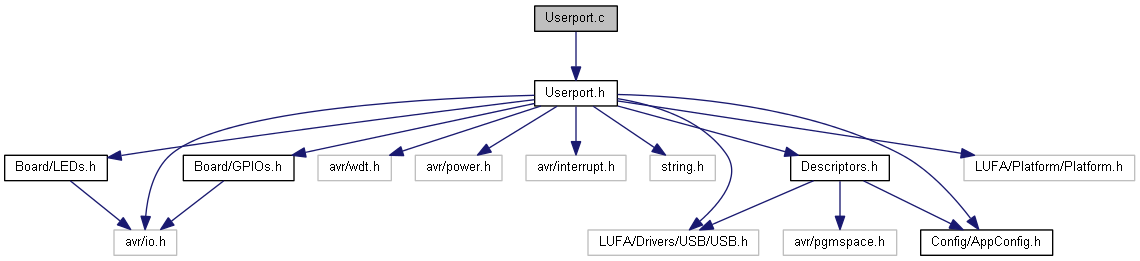 Userport.c
Userport.h
Board/LEDs.h
Board/GPIOs.h
avr/wdt.h
avr/power.h
avr/interrupt.h
string.h
Descriptors.h
LUFA/Platform/Platform.h
avr/io.h
LUFA/Drivers/USB/USB.h
avr/pgmspace.h
Config/AppConfig.h